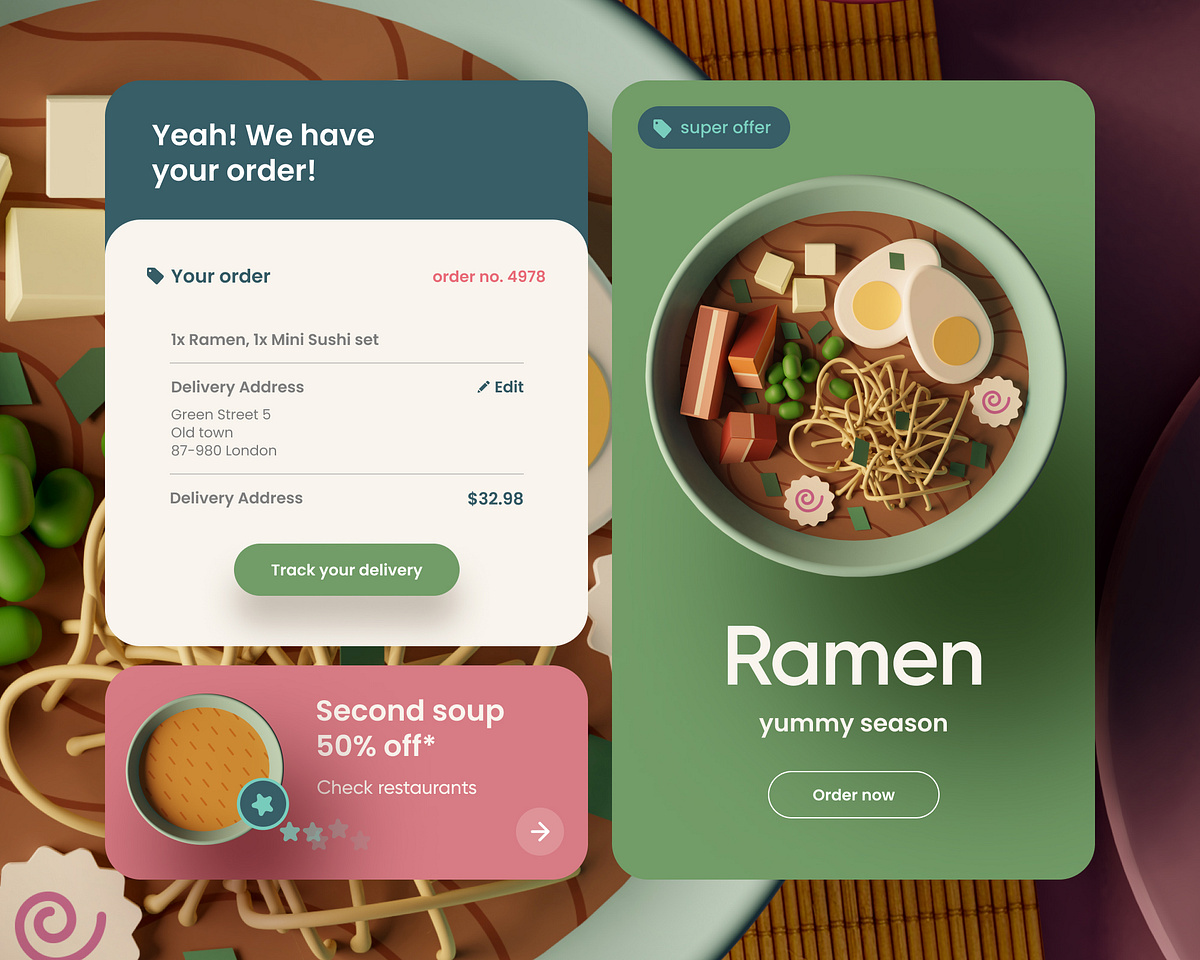 Yeah! We have
your order!
Your order
order no. 4978
1x Ramen, 1x Mini Sushi set
Delivery Address
Edit
Green Street 5
Old town
87-980 London
Delivery Address
$32.98
Track your delivery
Second soup
50% off*
Check restaurants
super offer
Ramen
yummy season
Order now